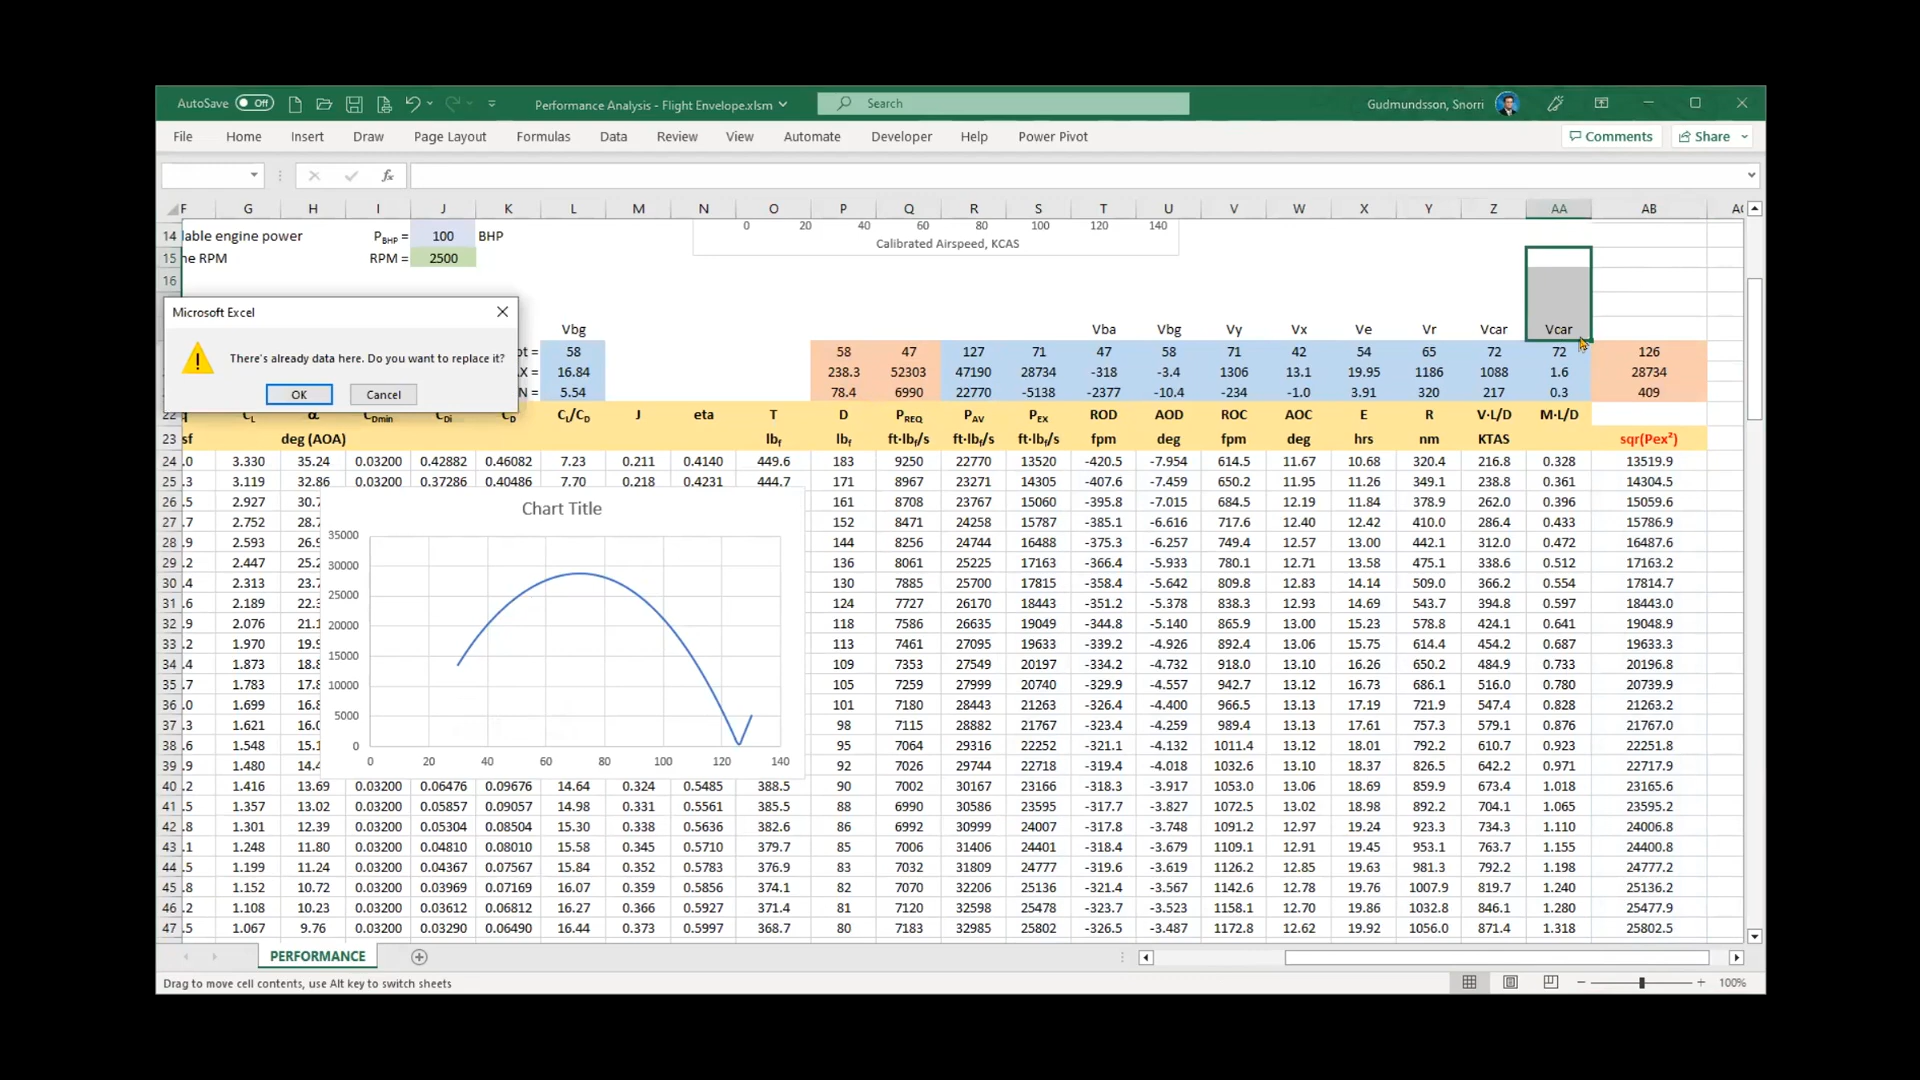 AutoSave Off Performance Analysis - Flight Envelope.xlsm Search Gudmundsson, Snorri
File Home Insert Draw Page Layout Formulas Data Review View Automate Developer Help Power Pivot Comments Share
fx
F G H I J K L M N O P Q R S T U V W X Y Z AA AB
14 lable engine power PBHP = 100 BHP 0 20 40 60 80 100 120 140
Calibrated Airspeed, KCAS
15 ne RPM RPM = 2500
16
Microsoft Excel
There's already data here. Do you want to replace it?
OK Cancel
Vbg Vba Vbg Vy Vx Ve Vr Vcar Vcar
58 58 47 127 71 47 58 71 42 54 65 72 72 126
16.84 238.3 52303 47190 28734 -318 -3.4 1306 13.1 19.95 1186 1088 1.6 28734
N = 5.54 78.4 6990 22770 -5138 -2377 -10.4 -234 -1.0 3.91 320 217 0.3 409
22 q CL α CDmin CDi CD CL/CD J eta T D PREQ PAV PEX ROD AOD ROC AOC E R V·L/D M·L/D
23 sf deg (AOA) lbf lbf ft·lbf/s ft·lbf/s ft·lbf/s fpm deg fpm deg hrs nm KTAS sqr(Pex²)
24 .0 3.330 35.24 0.03200 0.42882 0.46082 7.23 0.211 0.4140 449.6 183 9250 22770 13520 -420.5 -7.954 614.5 11.67 10.68 320.4 216.8 0.328 13519.9
25 .3 3.119 32.86 0.03200 0.37286 0.40486 7.70 0.218 0.4231 444.7 171 8967 23271 14305 -407.6 -7.459 650.2 11.95 11.26 349.1 238.8 0.361 14304.5
26 .5 2.927 30.7 161 8708 23767 15060 -395.8 -7.015 684.5 12.19 11.84 378.9 262.0 0.396 15059.6
27 .7 2.752 28.7 152 8471 24258 15787 -385.1 -6.616 717.6 12.40 12.42 410.0 286.4 0.433 15786.9
28 .9 2.593 26.9 144 8256 24744 16488 -375.3 -6.257 749.4 12.57 13.00 442.1 312.0 0.472 16487.6
29 .2 2.447 25.2 136 8061 25225 17163 -366.4 -5.933 780.1 12.71 13.58 475.1 338.6 0.512 17163.2
30 .4 2.313 23.7 130 7885 25700 17815 -358.4 -5.642 809.8 12.83 14.14 509.0 366.2 0.554 17814.7
31 .6 2.189 22.3 124 7727 26170 18443 -351.2 -5.378 838.3 12.93 14.69 543.7 394.8 0.597 18443.0
32 .9 2.076 21.1 118 7586 26635 19049 -344.8 -5.140 865.9 13.00 15.23 578.8 424.1 0.641 19048.9
33 .2 1.970 19.9 113 7461 27095 19633 -339.2 -4.926 892.4 13.06 15.75 614.4 454.2 0.687 19633.3
34 .4 1.873 18.8 109 7353 27549 20197 -334.2 -4.732 918.0 13.10 16.26 650.2 484.9 0.733 20196.8
35 .7 1.783 17.8 105 7259 27999 20740 -329.9 -4.557 942.7 13.12 16.73 686.1 516.0 0.780 20739.9
36 .0 1.699 16.8 101 7180 28443 21263 -326.4 -4.400 966.5 13.13 17.19 721.9 547.4 0.828 21263.2
37 .3 1.621 16.0 98 7115 28882 21767 -323.4 -4.259 989.4 13.13 17.61 757.3 579.1 0.876 21767.0
38 .6 1.548 15.1 95 7064 29316 22252 -321.1 -4.132 1011.4 13.12 18.01 792.2 610.7 0.923 22251.8
39 .9 1.480 14.4 92 7026 29744 22718 -319.4 -4.018 1032.6 13.10 18.37 826.5 642.2 0.971 22717.9
Chart Title
35000
30000
25000
20000
15000
10000
5000
0
0 20 40 60 80 100 120 140
40 .2 1.416 13.69 0.03200 0.06476 0.09676 14.64 0.324 0.5485 388.5 90 7002 30167 23166 -318.3 -3.917 1053.0 13.06 18.69 859.9 673.4 1.018 23165.6
41 .5 1.357 13.02 0.03200 0.05857 0.09057 14.98 0.331 0.5561 385.5 88 6990 30586 23595 -317.7 -3.827 1072.5 13.02 18.98 892.2 704.1 1.065 23595.2
42 .8 1.301 12.39 0.03200 0.05304 0.08504 15.30 0.338 0.5636 382.6 86 6992 30999 24007 -317.8 -3.748 1091.2 12.97 19.24 923.3 734.3 1.110 24006.8
43 .1 1.248 11.80 0.03200 0.04810 0.08010 15.58 0.345 0.5710 379.7 85 7006 31406 24401 -318.4 -3.679 1109.1 12.91 19.45 953.1 763.7 1.155 24400.8
44 .5 1.199 11.24 0.03200 0.04367 0.07567 15.84 0.352 0.5783 376.9 83 7032 31809 24777 -319.6 -3.619 1126.2 12.85 19.63 981.3 792.2 1.198 24777.2
45 .8 1.152 10.72 0.03200 0.03969 0.07169 16.07 0.359 0.5856 374.1 82 7070 32206 25136 -321.4 -3.567 1142.6 12.78 19.76 1007.9 819.7 1.240 25136.2
46 .2 1.108 10.23 0.03200 0.03612 0.06812 16.27 0.366 0.5927 371.4 81 7120 32598 25478 -323.7 -3.523 1158.1 12.70 19.86 1032.8 846.1 1.280 25477.9
47 .5 1.067 9.76 0.03200 0.03290 0.06490 16.44 0.373 0.5997 368.7 80 7183 32985 25802 -326.5 -3.487 1172.8 12.62 19.92 1056.0 871.4 1.318 25802.5
PERFORMANCE
Drag to move cell contents, use Alt key to switch sheets 100%